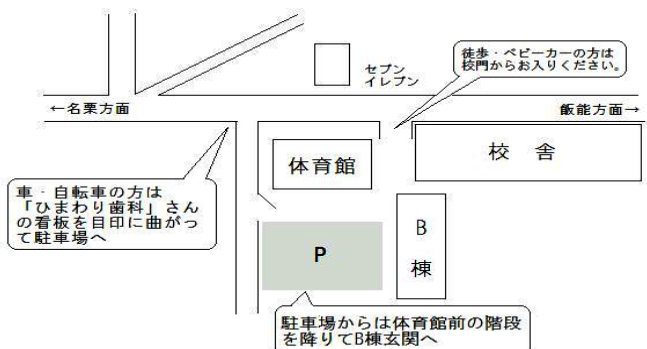 徒歩・ベビーカーの方は
校門からお入りください。
セブン
イレブン
←名栗方面
飯能方面→
体育館
校 舎
車・自転車の方は
「ひまわり歯科」さん
の看板を目印に曲がっ
て駐車場へ
P
B
棟
駐車場からは体育館前の階段
を降りてB棟玄関へ